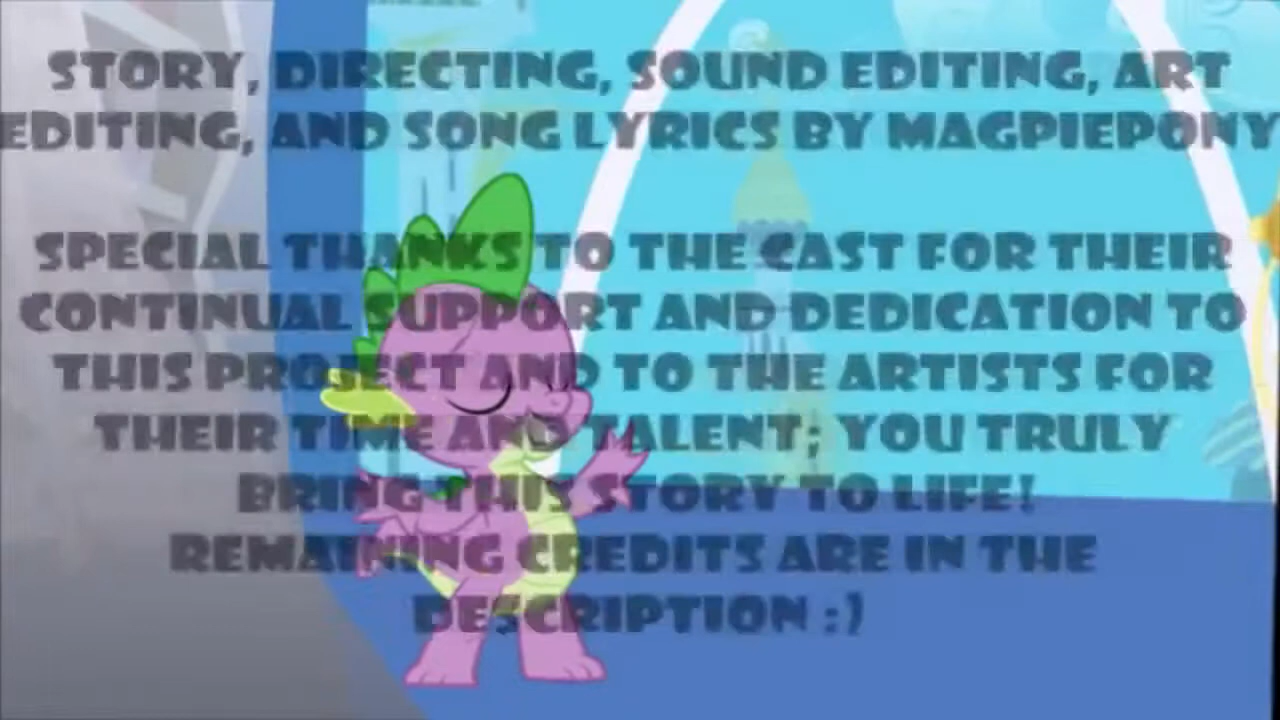 STORY, DIRECTING, SOUND EDITING, ART
EDITING, AND SONG LYRICS BY MAGPIEPONY
SPECIAL THANKS TO THE CAST FOR THEIR
CONTINUAL SUPPORT AND DEDICATION TO
THIS PROJECT AND TO THE ARTISTS FOR
THEIR TIME AND TALENT; YOU TRULY
BRING THIS STORY TO LIFE!
REMAINING CREDITS ARE IN THE
DESCRIPTION :)